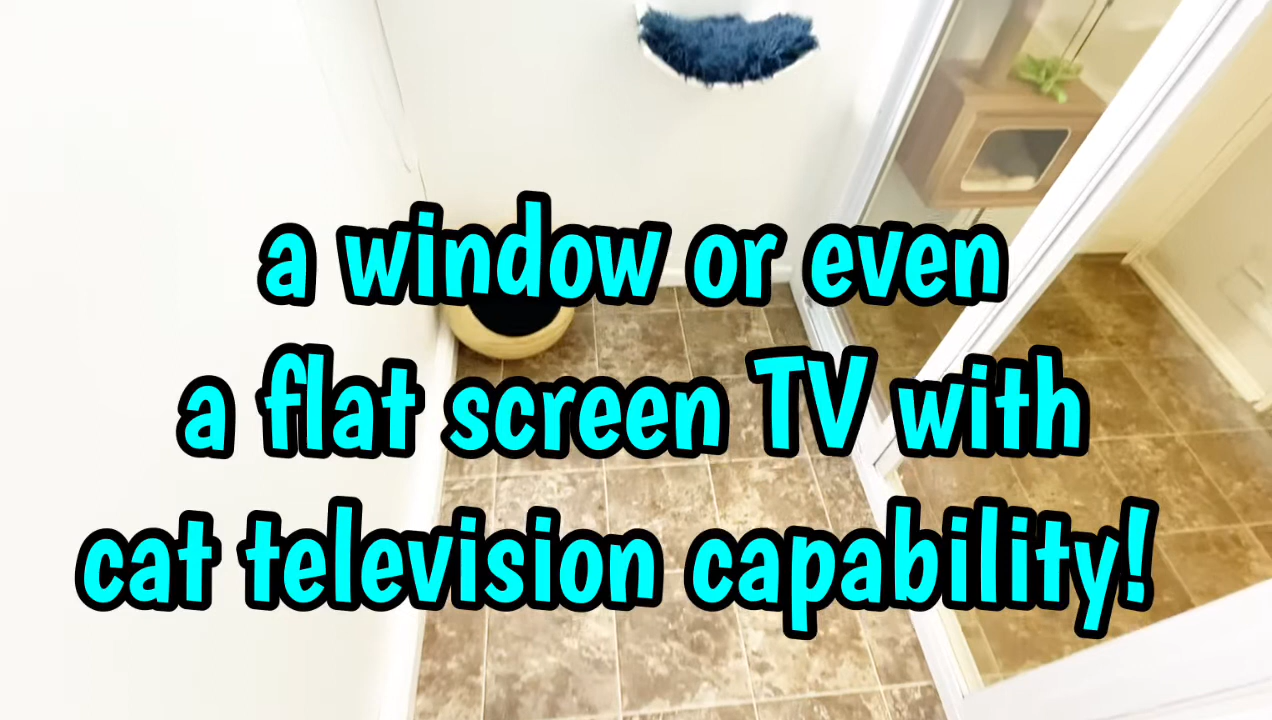 a window or even
a flat screen TV with
cat television capability!